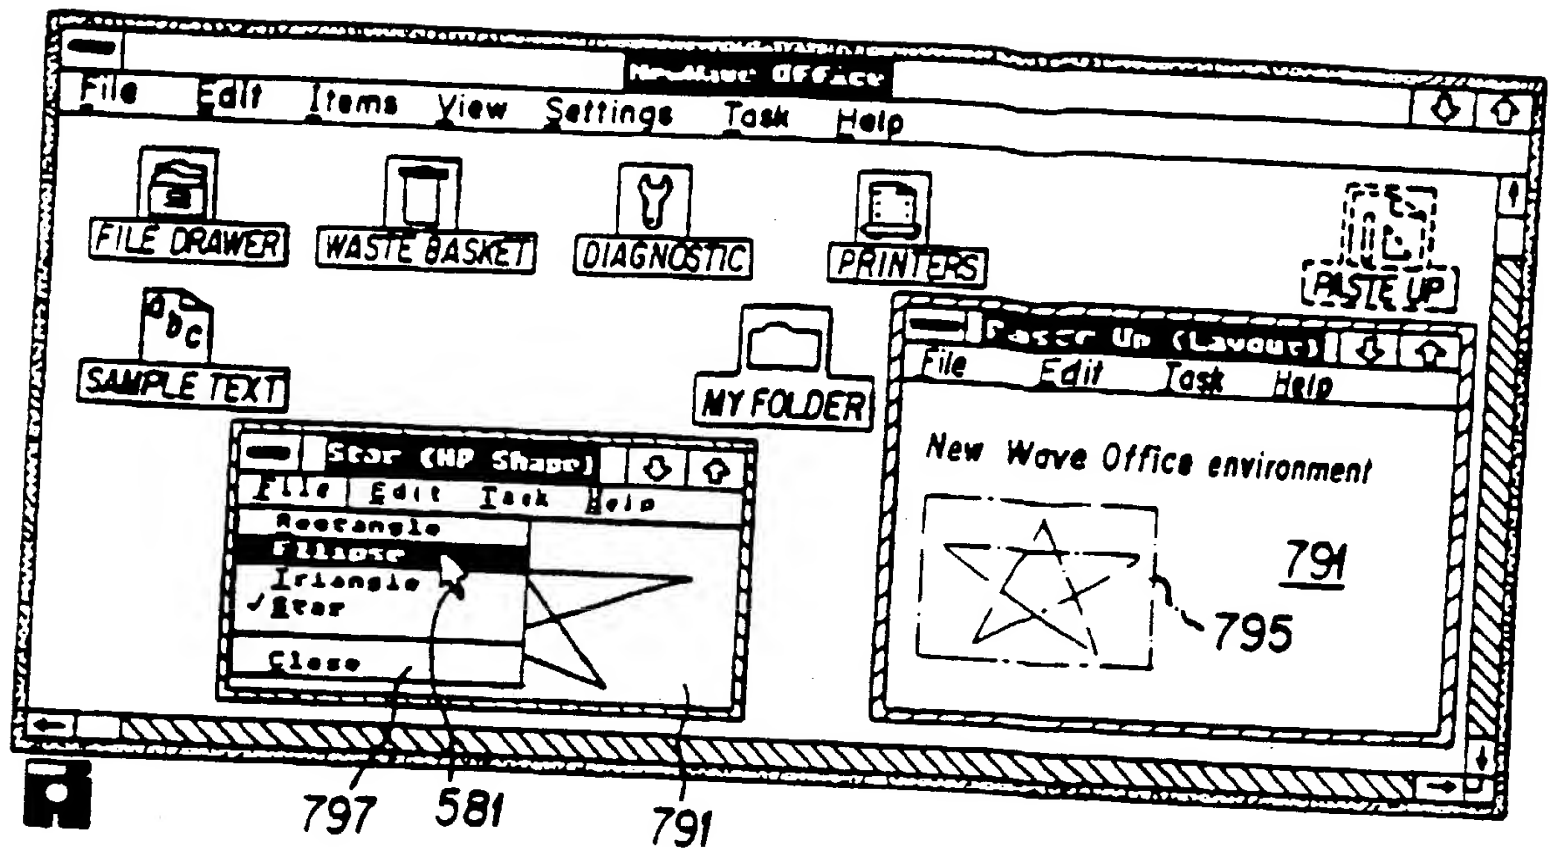 NewWave Office
File Edit Items View Settings Task Help
FILE DRAWER WASTE BASKET DIAGNOSTIC PRINTERS PASTE UP
SAMPLE TEXT MY FOLDER
Paste Up (Layout)
File Edit Task Help
New Wave Office environment
791
795
Star (HP Shape)
File Edit Task Help
Rectangle
Ellipse
Triangle
✓ Star
Close
797 581 791